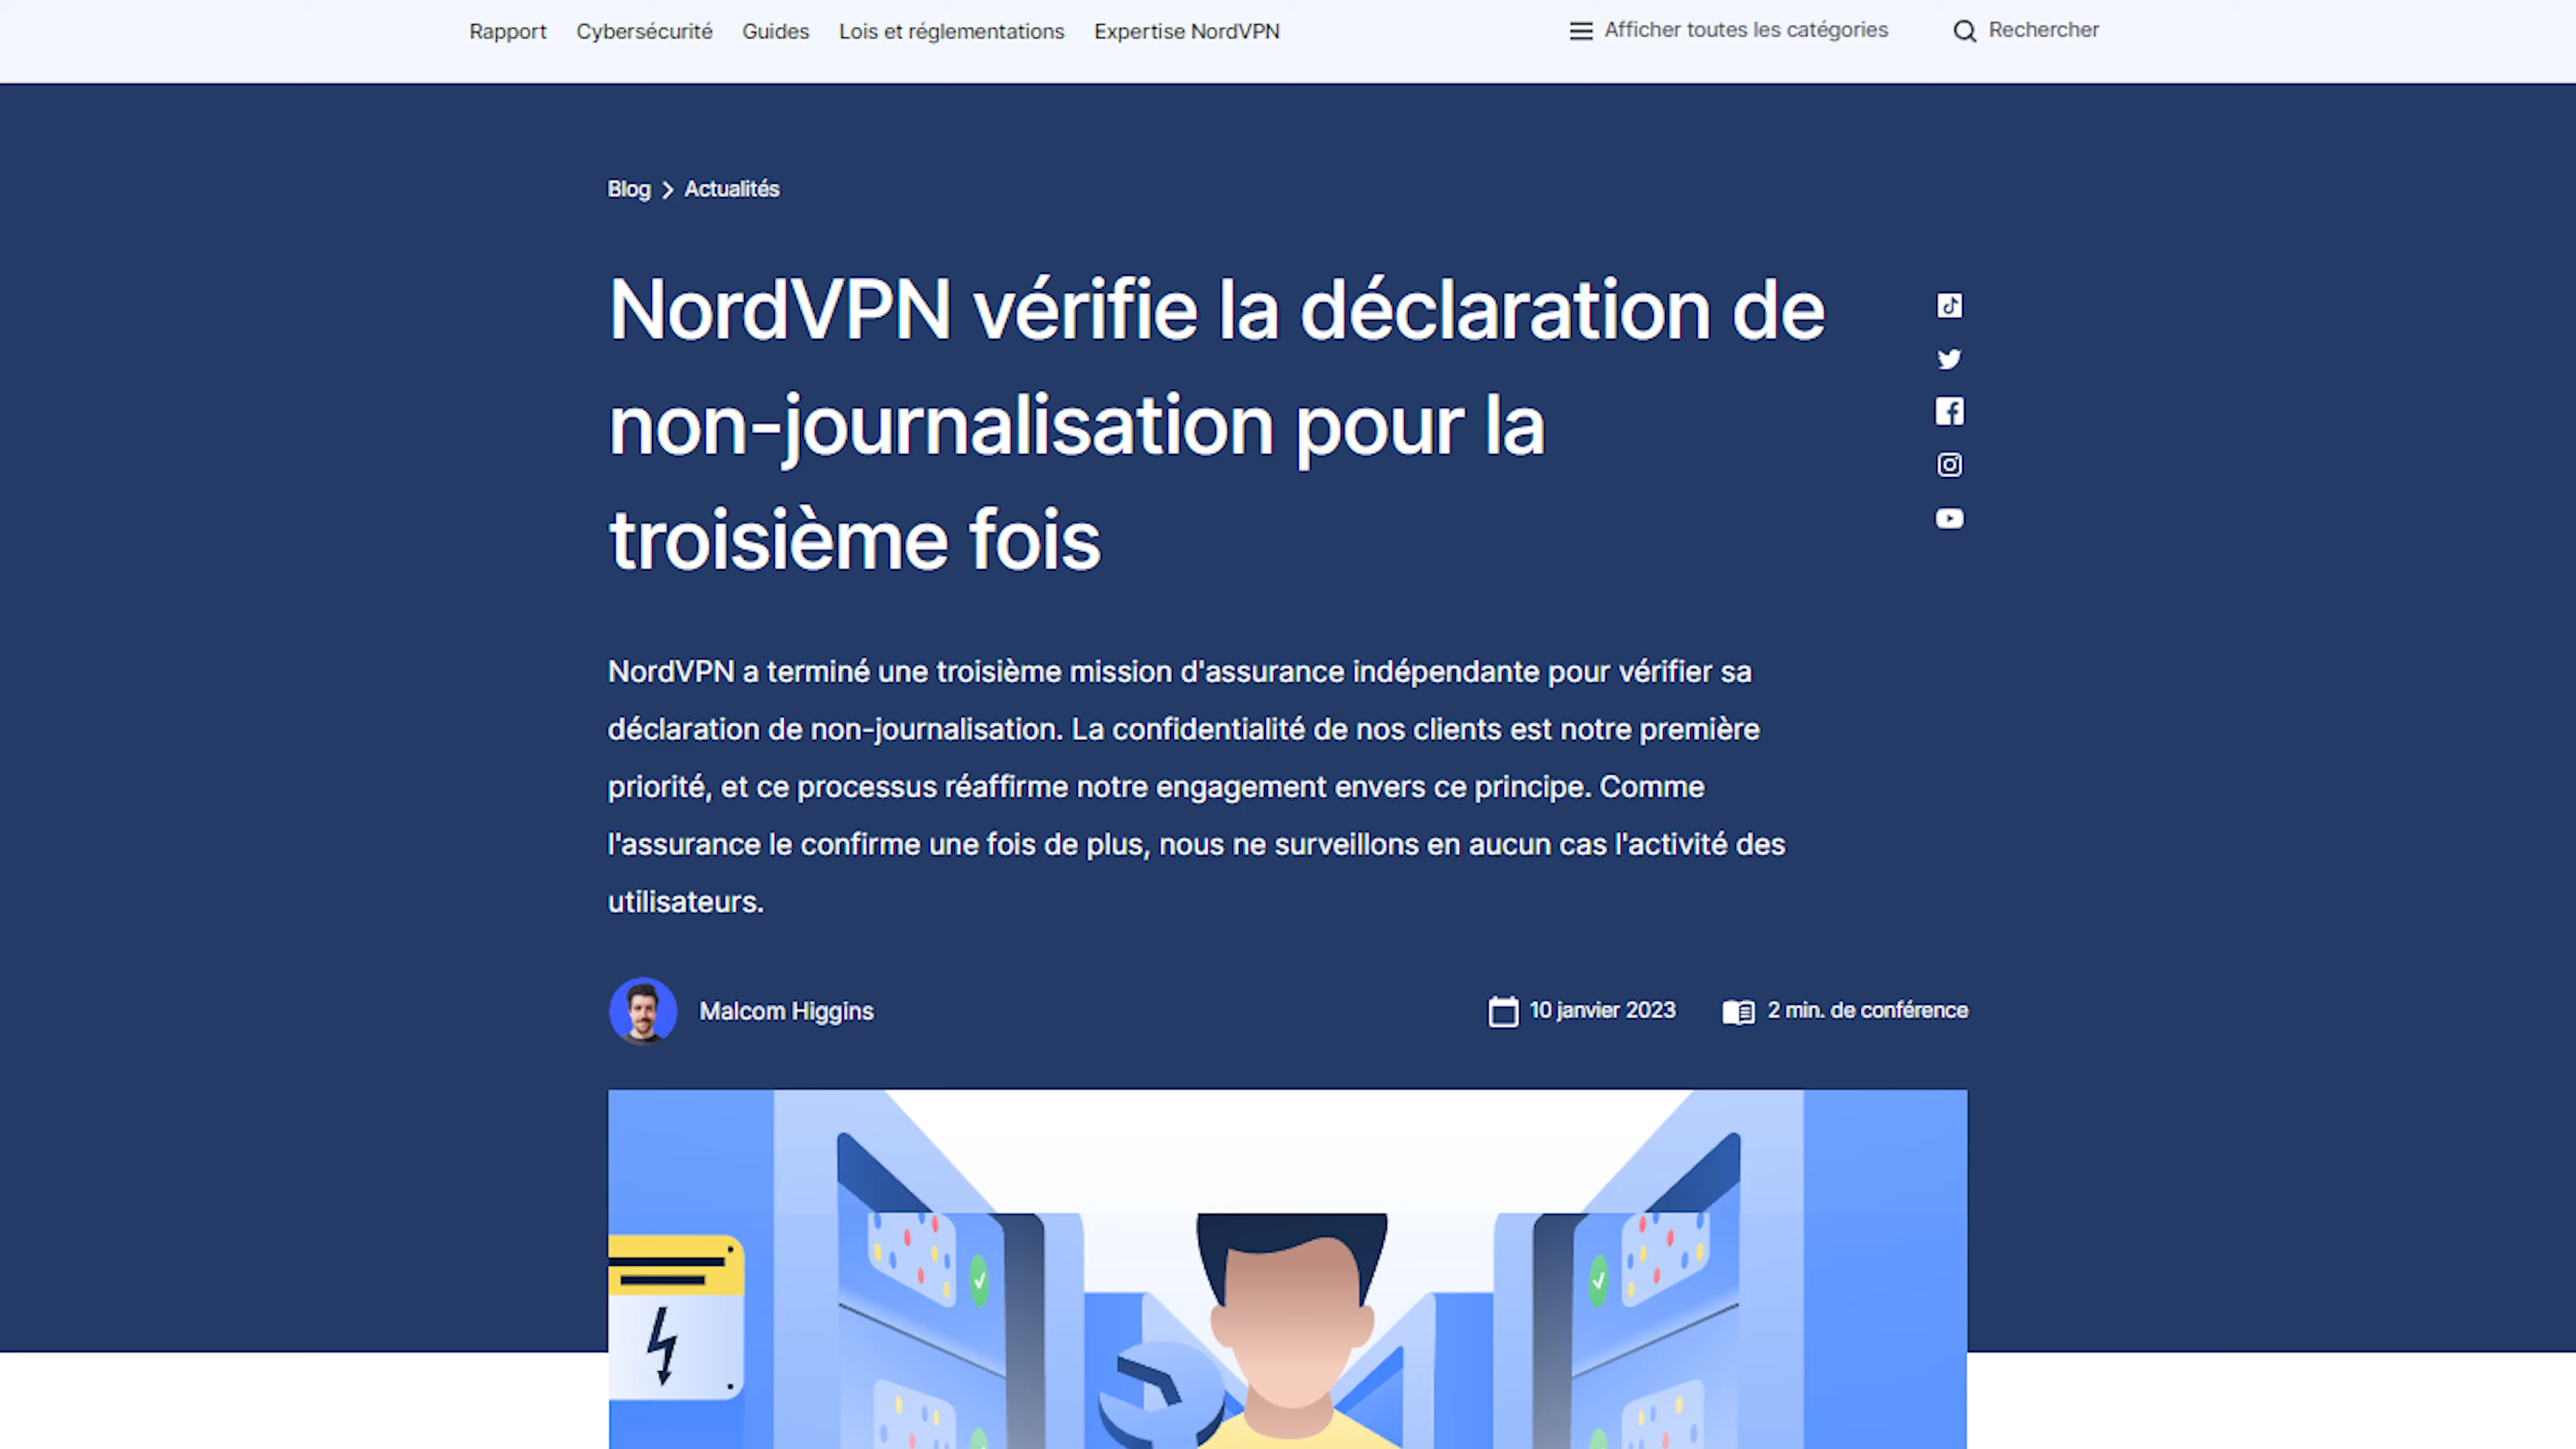 Rapport Cybersécurité Guides Lois et réglementations Expertise NordVPN Afficher toutes les catégories Rechercher
Blog > Actualités
NordVPN vérifie la déclaration de
non-journalisation pour la
troisième fois
NordVPN a terminé une troisième mission d'assurance indépendante pour vérifier sa
déclaration de non-journalisation. La confidentialité de nos clients est notre première
priorité, et ce processus réaffirme notre engagement envers ce principe. Comme
l'assurance le confirme une fois de plus, nous ne surveillons en aucun cas l'activité des
utilisateurs.
Malcom Higgins 10 janvier 2023 2 min. de conférence